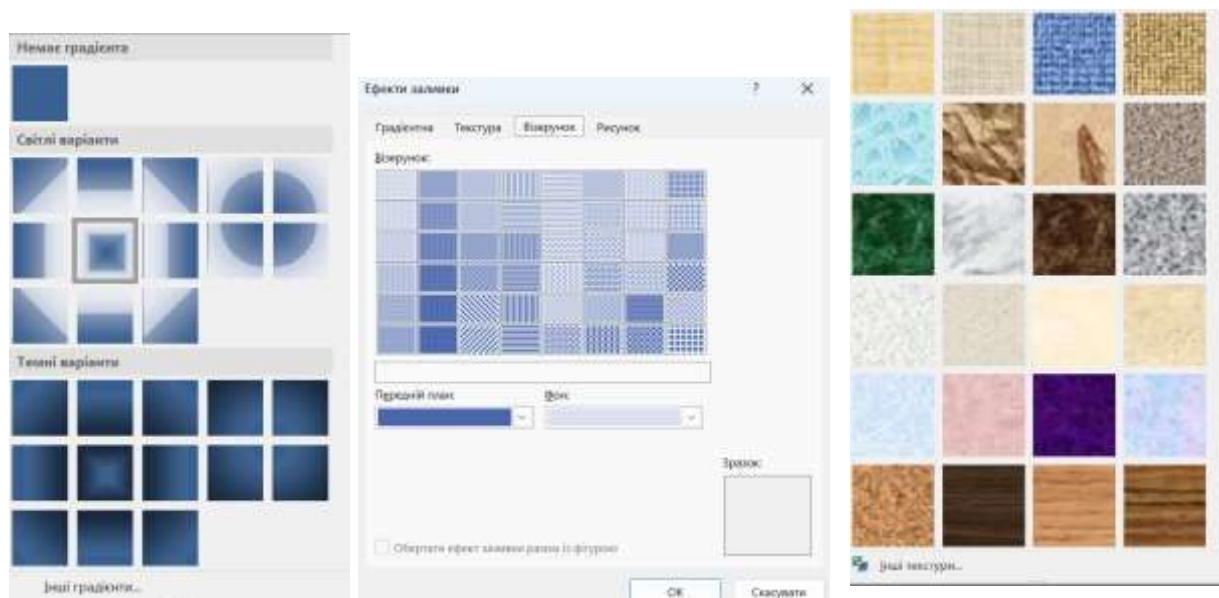 Немає градієнта
Світлі варіанти
Темні варіанти
Інші градієнти...
Ефекти заливки
?
Градієнтна Текстура Візерунок Рисунок
Візерунок:
Передній план: Фон:
Зразок:
Обертати ефект заливки разом із фігурою
ОК Скасувати
Інші текстури...